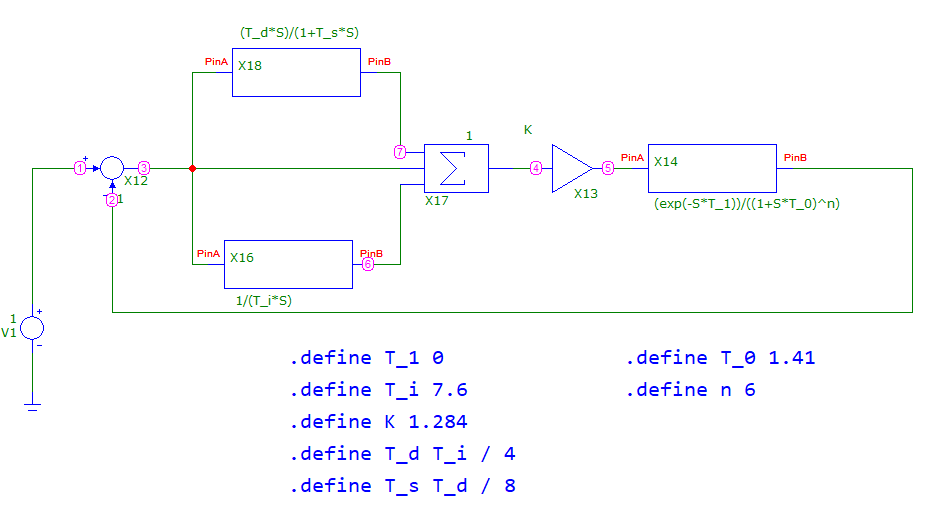 (T_d*S)/(1+T_s*S)
PinA X18 PinB
1
K
7
1 + 3 X12
2 1
X17
4 5
X13
PinA X14 PinB
(exp(-S*T_1))/((1+S*T_0)^n)
PinA X16 PinB
6
1/(T_i*S)
1 +
V1
-
.define T_1 0
.define T_i 7.6
.define K 1.284
.define T_d T_i / 4
.define T_s T_d / 8
.define T_0 1.41
.define n 6